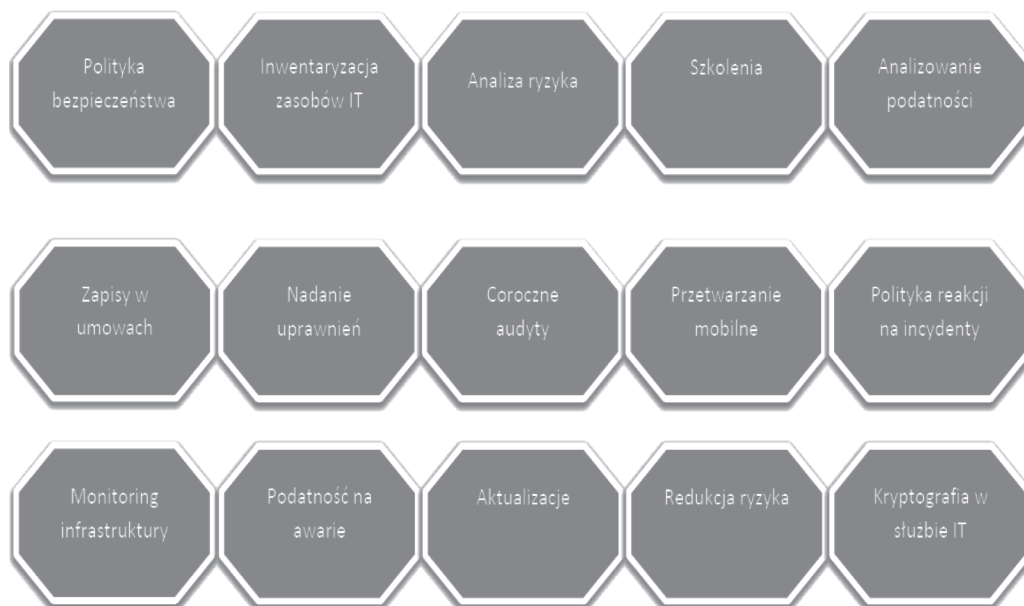 Polityka
bezpieczeństwa
Inwentaryzacja
zasobów IT
Analiza ryzyka
Szkolenia
Analizowanie
podatności
Zapisy w
umowach
Nadanie
uprawnień
Coroczne
audyty
Przetwarzanie
mobilne
Polityka reakcji
na incydenty
Monitoring
infrastruktury
Podatność na
awarie
Aktualizacje
Redukcja ryzyka
Kryptografia w
służbie IT